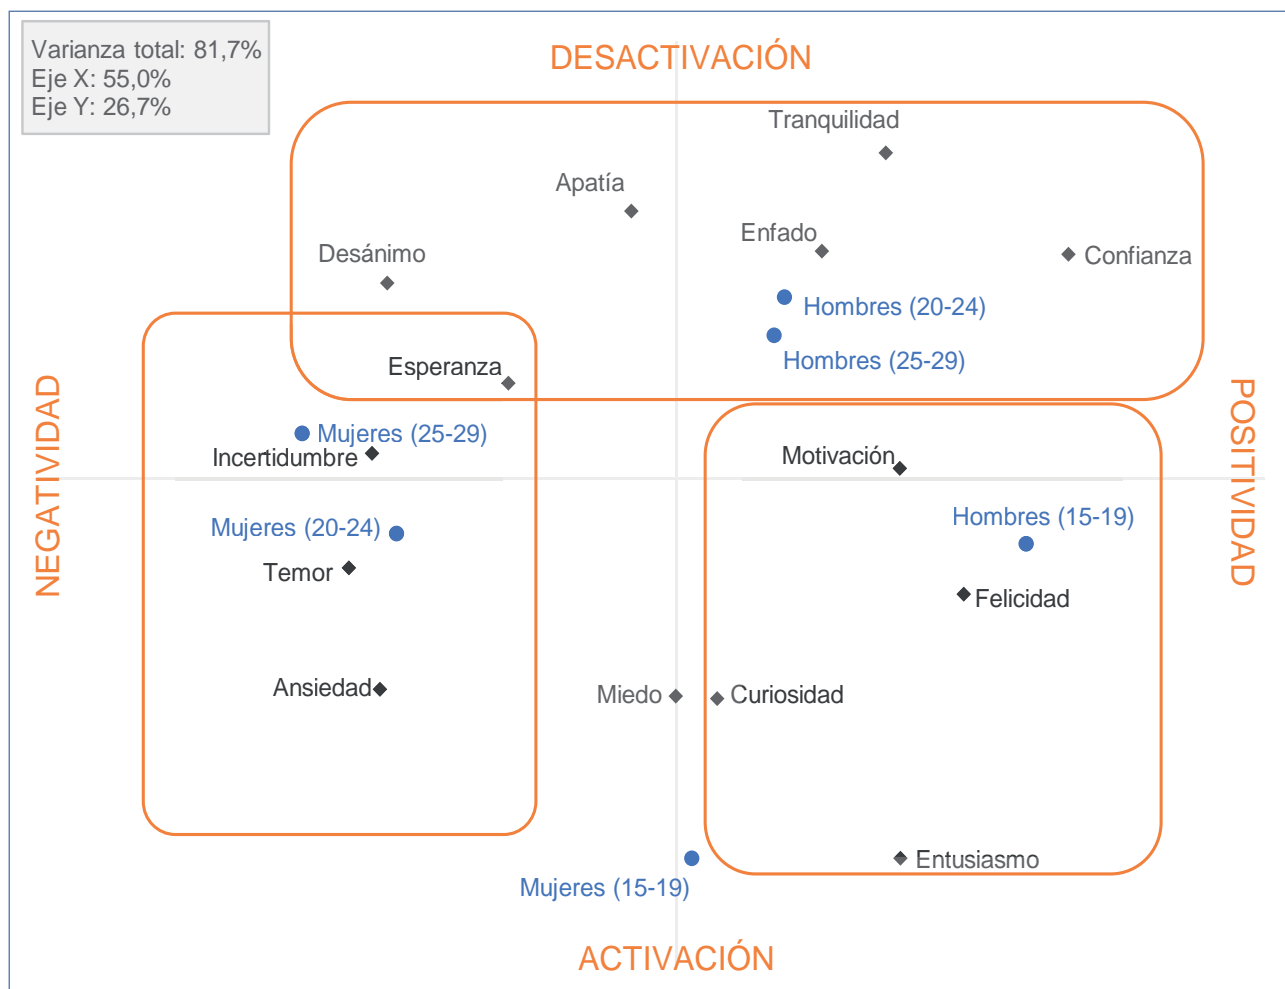 Varianza total: 81,7%
Eje X: 55,0%
Eje Y: 26,7%
DESACTIVACIÓN
Tranquilidad
Apatía
Enfado
Desánimo
Confianza
Hombres (20-24)
Hombres (25-29)
Esperanza
NEGATIVIDAD
POSITIVIDAD
Mujeres (25-29)
Incertidumbre
Motivación
Mujeres (20-24)
Hombres (15-19)
Temor
Felicidad
Ansiedad
Miedo
Curiosidad
Entusiasmo
Mujeres (15-19)
ACTIVACIÓN